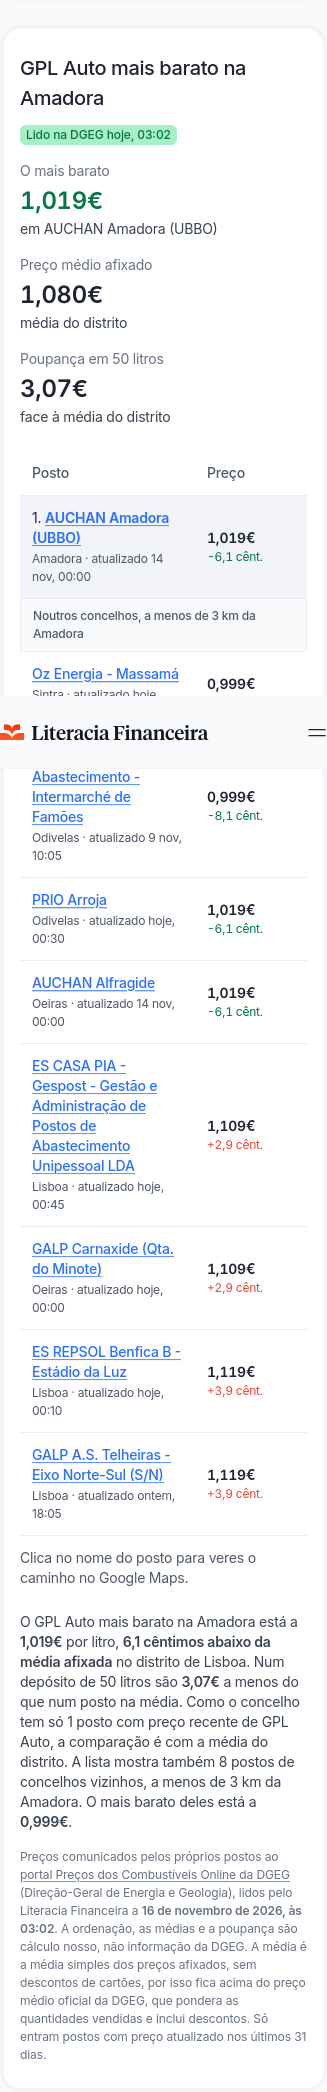 GPL Auto mais barato na
Amadora
Lido na DGEG hoje, 03:02
O mais barato
1,019€
em AUCHAN Amadora (UBBO)
Preço médio afixado
1,080€
média do distrito
Poupança em 50 litros
3,07€
face à média do distrito
Posto Preço
1. AUCHAN Amadora
(UBBO)
Amadora · atualizado 14
nov, 00:00
1,019€
-6,1 cênt.
Noutros concelhos, a menos de 3 km da
Amadora
Oz Energia - Massamá
Sintra · atualizado hoje
0,999€
Literacia Financeira
Abastecimento -
Intermarché de
Famões
Odivelas · atualizado 9 nov,
10:05
0,999€
-8,1 cênt.
PRIO Arroja
Odivelas · atualizado hoje,
00:30
1,019€
-6,1 cênt.
AUCHAN Alfragide
Oeiras · atualizado 14 nov,
00:00
1,019€
-6,1 cênt.
ES CASA PIA -
Gespost - Gestão e
Administração de
Postos de
Abastecimento
Unipessoal LDA
Lisboa · atualizado hoje,
00:45
1,109€
+2,9 cênt.
GALP Carnaxide (Qta.
do Minote)
Oeiras · atualizado hoje,
00:00
1,109€
+2,9 cênt.
ES REPSOL Benfica B -
Estádio da Luz
Lisboa · atualizado hoje,
00:10
1,119€
+3,9 cênt.
GALP A.S. Telheiras -
Eixo Norte-Sul (S/N)
Lisboa · atualizado ontem,
18:05
1,119€
+3,9 cênt.
Clica no nome do posto para veres o
caminho no Google Maps.
O GPL Auto mais barato na Amadora está a
1,019€ por litro, 6,1 cêntimos abaixo da
média afixada no distrito de Lisboa. Num
depósito de 50 litros são 3,07€ a menos do
que num posto na média. Como o concelho
tem só 1 posto com preço recente de GPL
Auto, a comparação é com a média do
distrito. A lista mostra também 8 postos de
concelhos vizinhos, a menos de 3 km da
Amadora. O mais barato deles está a
0,999€.
Preços comunicados pelos próprios postos ao
portal Preços dos Combustíveis Online da DGEG
(Direção-Geral de Energia e Geologia), lidos pelo
Literacia Financeira a 16 de novembro de 2026, às
03:02. A ordenação, as médias e a poupança são
cálculo nosso, não informação da DGEG. A média é
a média simples dos preços afixados, sem
descontos de cartões, por isso fica acima do preço
médio oficial da DGEG, que pondera as
quantidades vendidas e inclui descontos. Só
entram postos com preço atualizado nos últimos 31
dias.